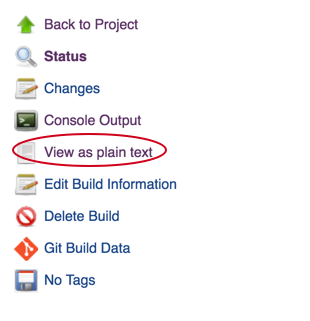 Back to Project
Status
Changes
Console Output
View as plain text
Edit Build Information
Delete Build
Git Build Data
No Tags